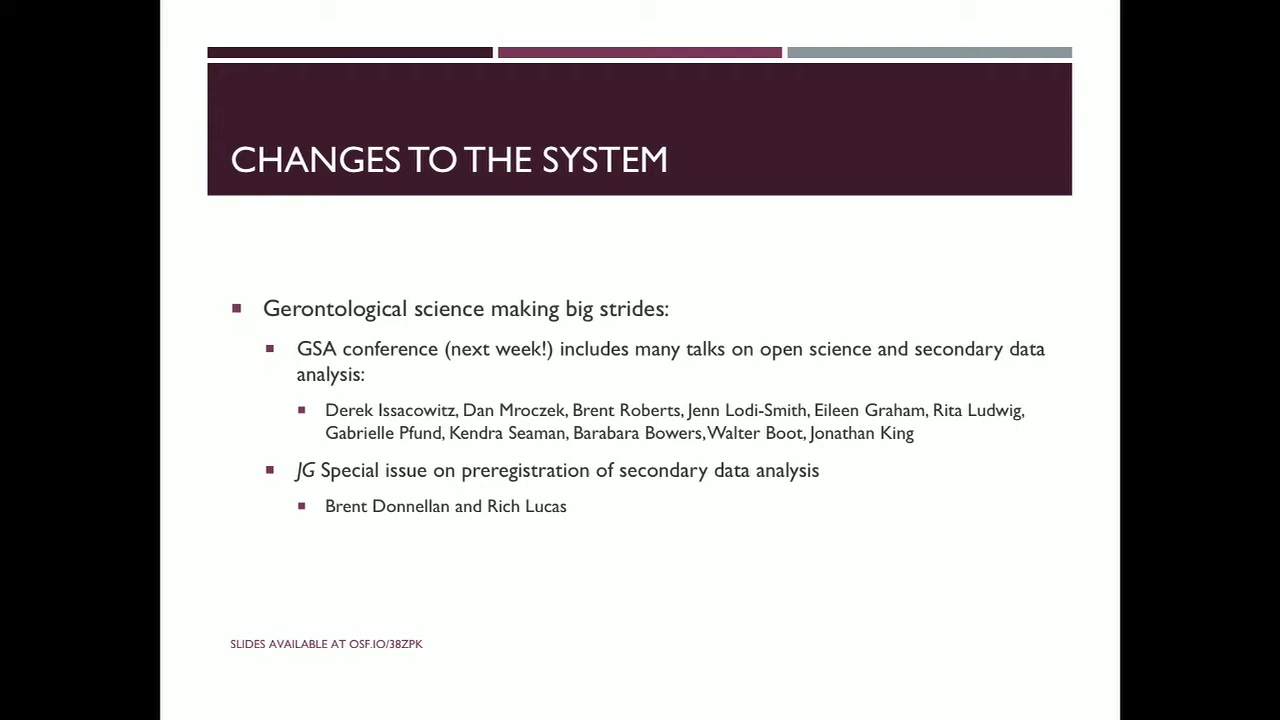 CHANGES TO THE SYSTEM
Gerontological science making big strides:
GSA conference (next week!) includes many talks on open science and secondary data
analysis:
Derek Issacowitz, Dan Mroczek, Brent Roberts, Jenn Lodi-Smith, Eileen Graham, Rita Ludwig,
Gabrielle Pfund, Kendra Seaman, Barabara Bowers, Walter Boot, Jonathan King
JG Special issue on preregistration of secondary data analysis
Brent Donnellan and Rich Lucas
SLIDES AVAILABLE AT OSF.IO/38ZPK